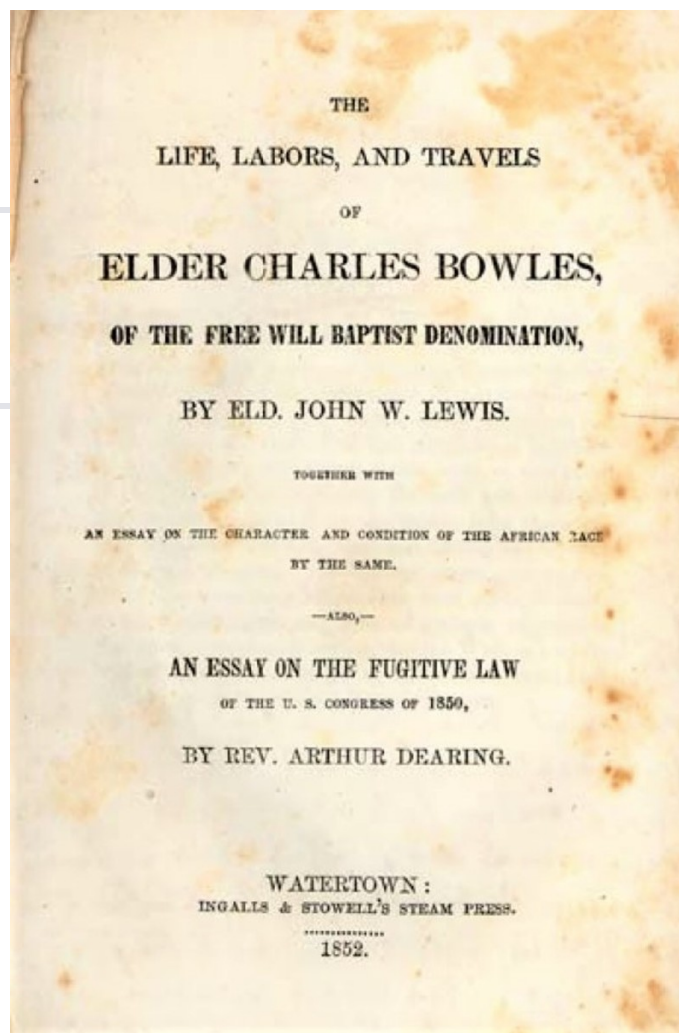 THE
LIFE, LABORS, AND TRAVELS
OF
ELDER CHARLES BOWLES,
OF THE FREE WILL BAPTIST DENOMINATION,
BY ELD. JOHN W. LEWIS.
TOGETHER WITH
AN ESSAY ON THE CHARACTER AND CONDITION OF THE AFRICAN RACE
BY THE SAME.
—ALSO,—
AN ESSAY ON THE FUGITIVE LAW
OF THE U. S. CONGRESS OF 1850,
BY REV. ARTHUR DEARING.
WATERTOWN:
INGALLS & STOWELL'S STEAM PRESS.
1852.